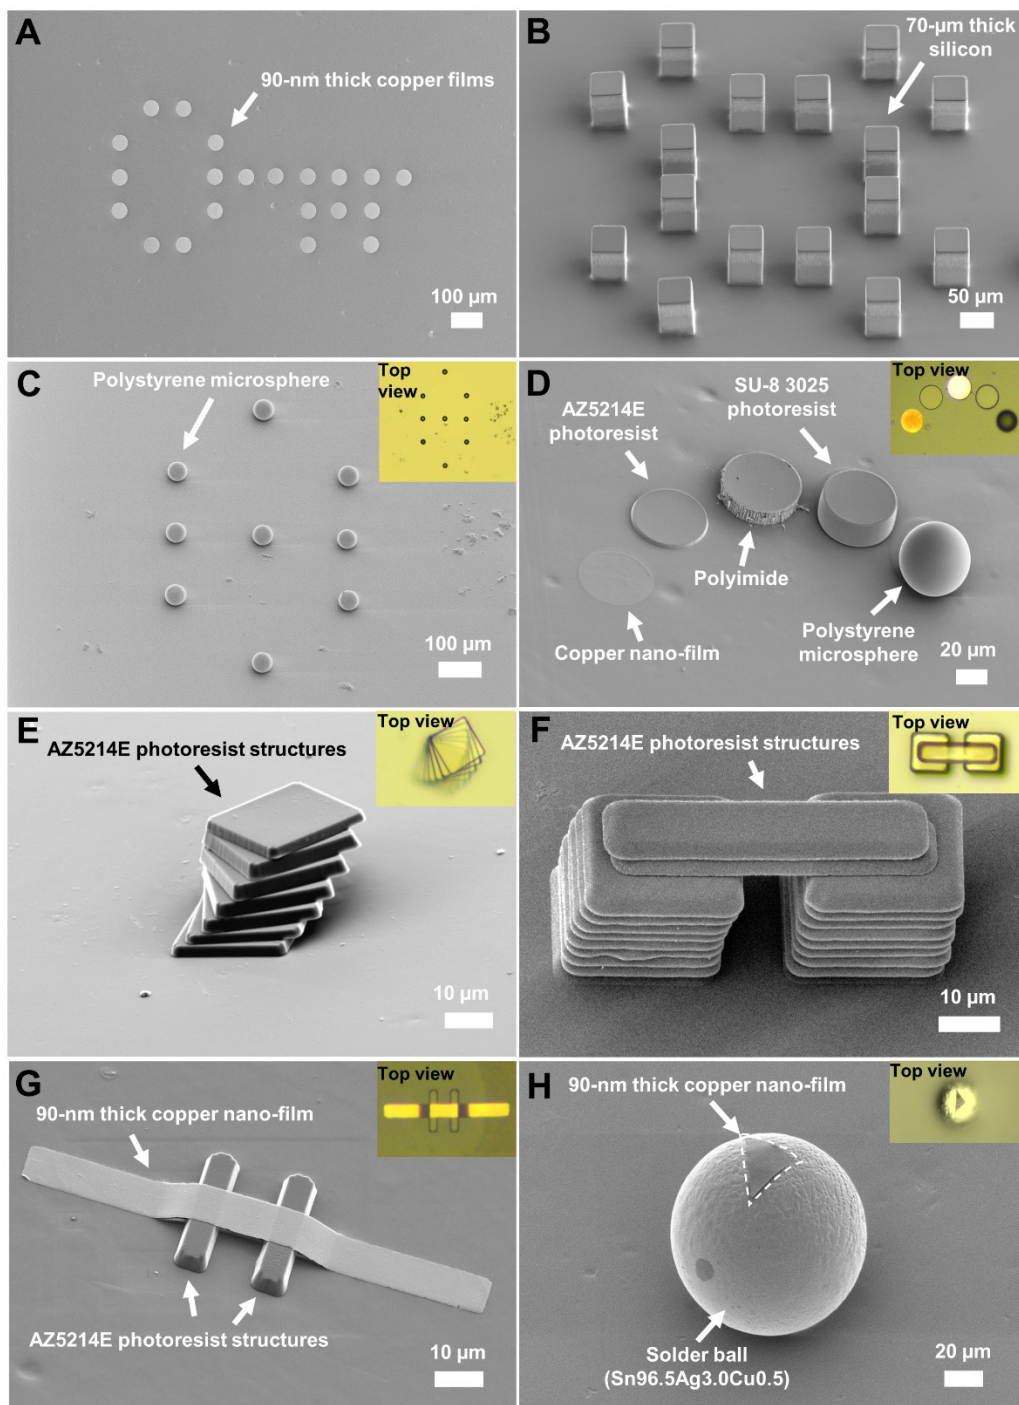 A
90-nm thick copper films
100 µm
B
70-µm thick
silicon
50 µm
C
Polystyrene microsphere
Top
view
100 µm
D
SU-8 3025
photoresist
AZ5214E
photoresist
Top view
Polyimide
Copper nano-film
Polystyrene
microsphere
20 µm
E
AZ5214E photoresist structures
Top view
10 µm
F
AZ5214E photoresist structures
Top view
10 µm
G
90-nm thick copper nano-film
Top view
AZ5214E photoresist structures
10 µm
H
90-nm thick copper nano-film
Top view
Solder ball
(Sn96.5Ag3.0Cu0.5)
20 µm